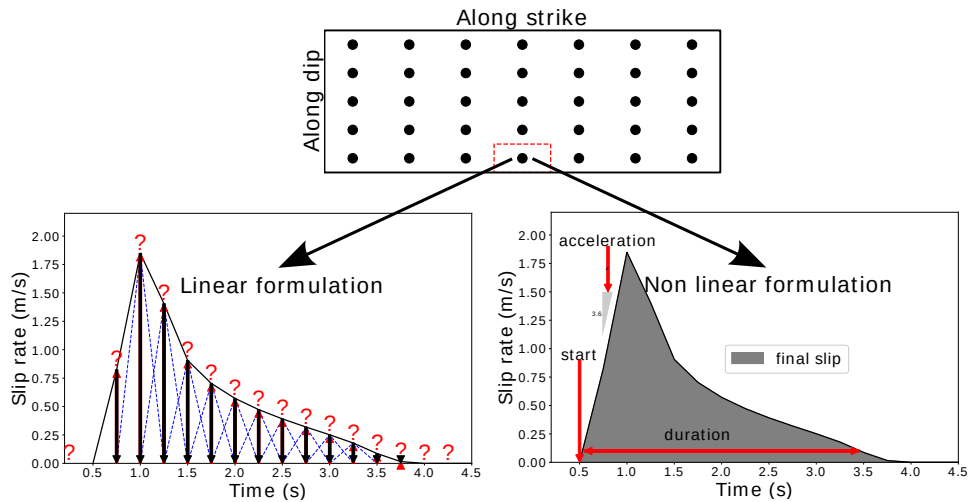 Along strike
Along dip
2.00
1.75
1.50
1.25
1.00
0.75
0.50
0.25
0.00
Slip rate (m/s)
Linear formulation
? ? ? ? ? ? ? ? ? ? ? ? ? ? ? ?
0.5 1.0 1.5 2.0 2.5 3.0 3.5 4.0 4.5
Time (s)
2.00
1.75
1.50
1.25
1.00
0.75
0.50
0.25
0.00
Slip rate (m/s)
acceleration
Non linear formulation
3.6
start
final slip
duration
0.5 1.0 1.5 2.0 2.5 3.0 3.5 4.0 4.5
Time (s)